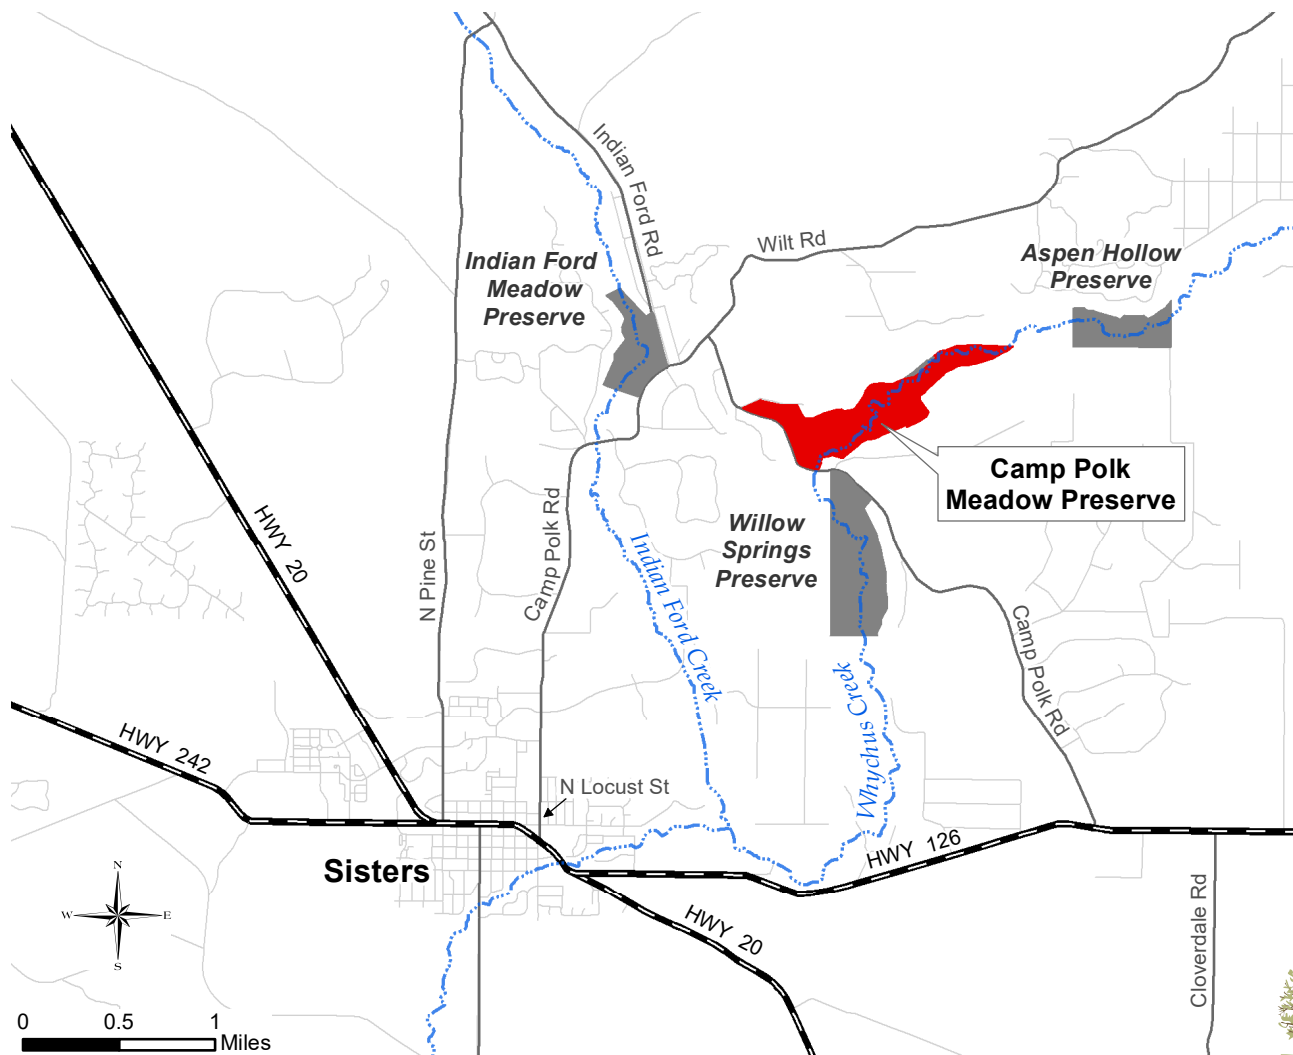 Indian Ford Rd
Wilt Rd
Indian Ford
Meadow
Preserve
Aspen Hollow
Preserve
Camp Polk
Meadow Preserve
HWY 20
N Pine St
Camp Polk Rd
Willow
Springs
Preserve
Indian Ford Creek
Whychus Creek
Camp Polk Rd
HWY 242
N Locust St
HWY 126
Sisters
HWY 20
Cloverdale Rd
N
W
E
S
0 0.5 1
Miles